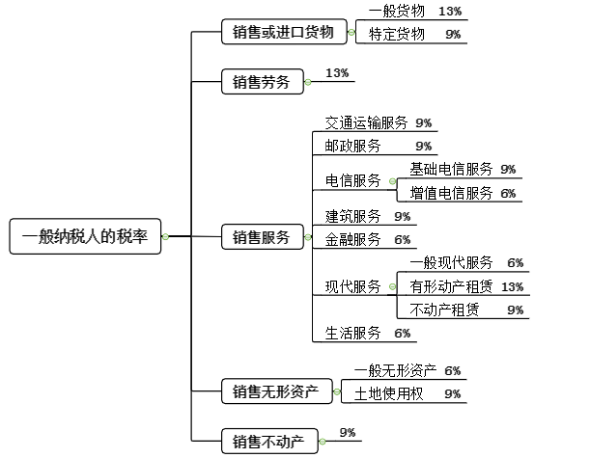 一般纳税人的税率
销售或进口货物
一般货物 13%
特定货物 9%
销售劳务
13%
销售服务
交通运输服务 9%
邮政服务 9%
电信服务
基础电信服务 9%
增值电信服务 6%
建筑服务 9%
金融服务 6%
现代服务
一般现代服务 6%
有形动产租赁 13%
不动产租赁 9%
生活服务 6%
销售无形资产
一般无形资产 6%
土地使用权 9%
销售不动产
9%